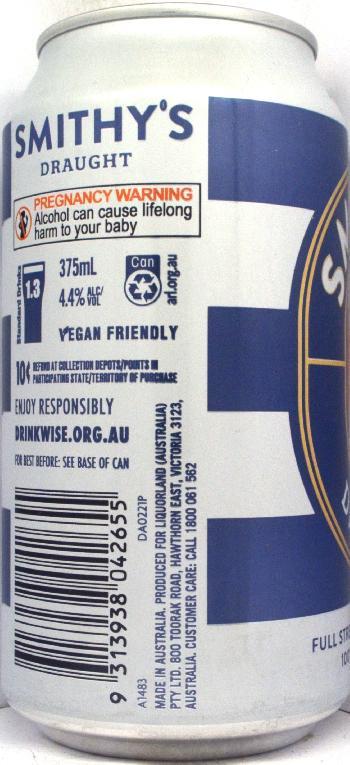 SMITHY'S
DRAUGHT
PREGNANCY WARNING
Alcohol can cause lifelong
harm to your baby
Standard Drinks
1.3
375mL
4.4% ALC/VOL
Can
arl.org.au
VEGAN FRIENDLY
10¢ REFUND AT COLLECTION DEPOTS/POINTS IN
PARTICIPATING STATE/TERRITORY OF PURCHASE
ENJOY RESPONSIBLY
DRINKWISE.ORG.AU
FOR BEST BEFORE: SEE BASE OF CAN
9 313938 042655
A1483
DA0221P
MADE IN AUSTRALIA. PRODUCED FOR LIQUORLAND (AUSTRALIA)
PTY LTD. 800 TOORAK ROAD, HAWTHORN EAST, VICTORIA 3123,
AUSTRALIA. CUSTOMER CARE: CALL 1800 061 562
FULL